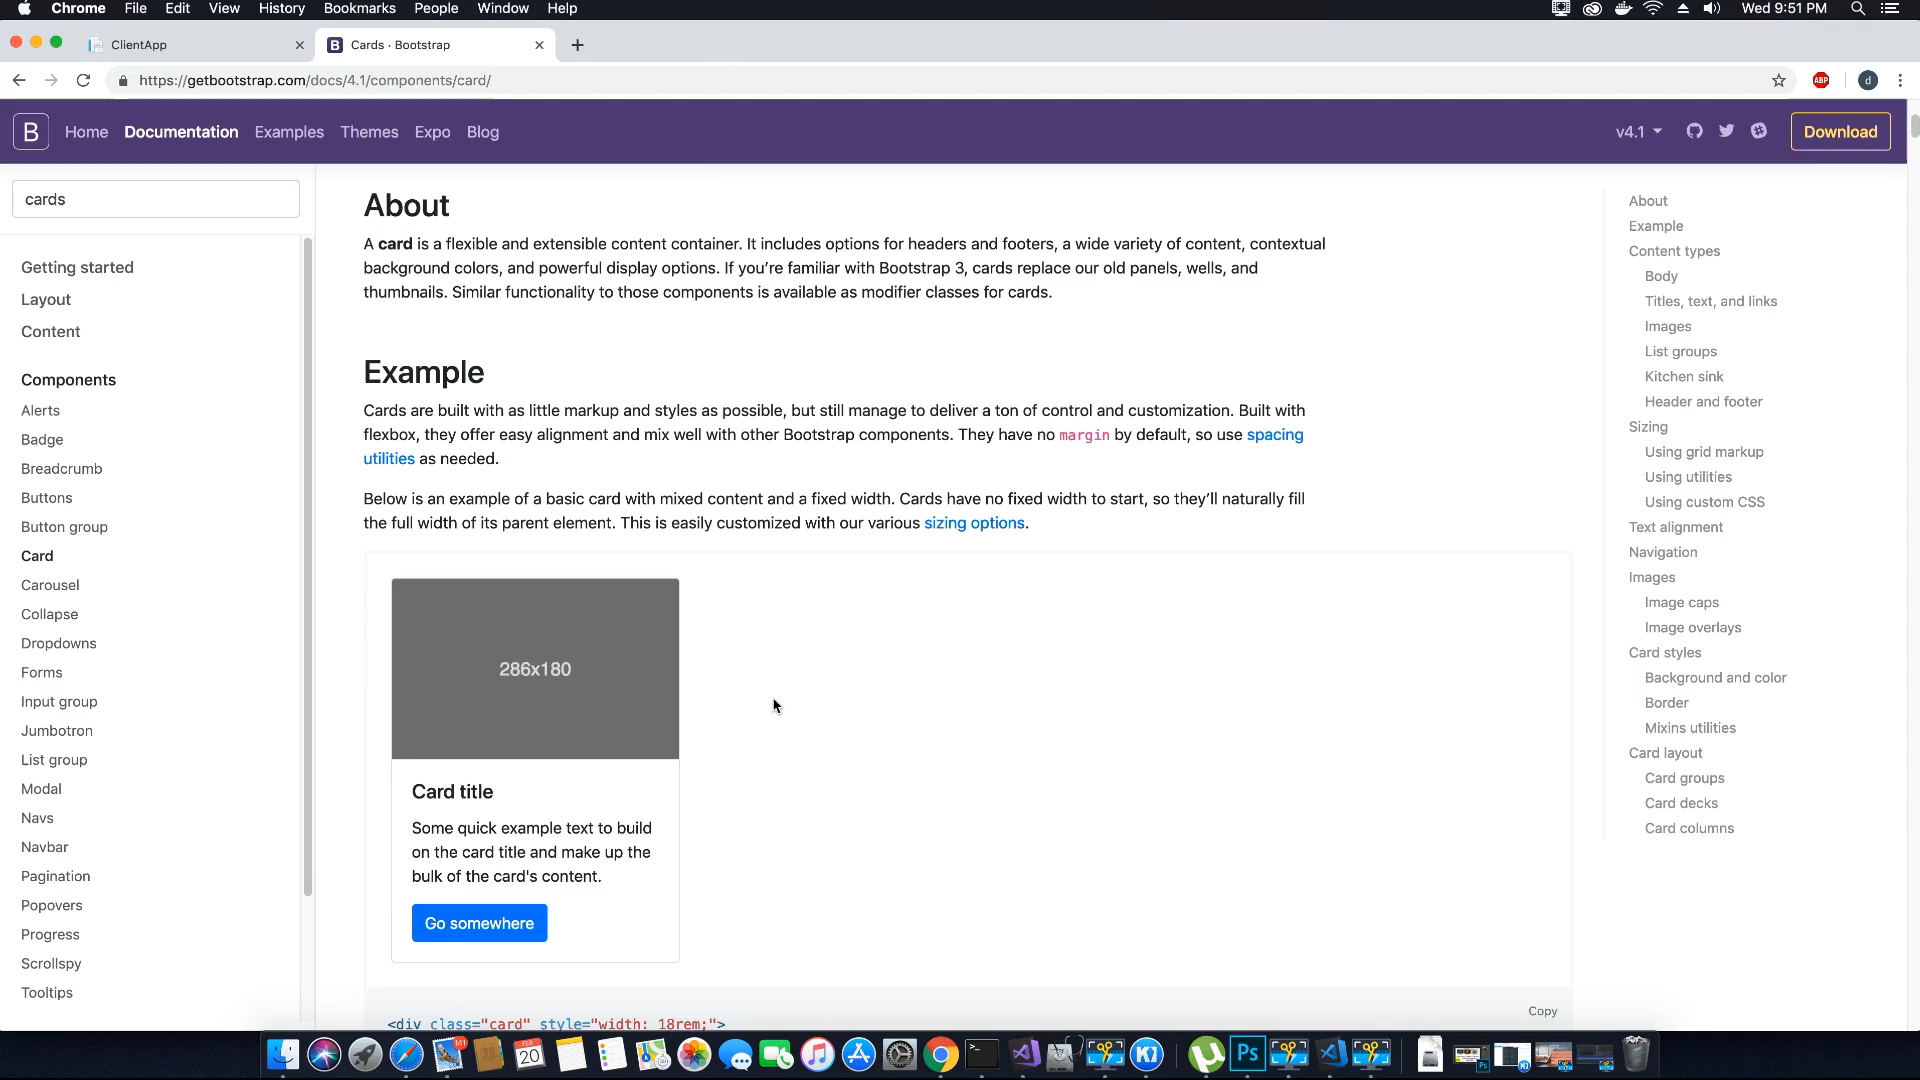 Chrome File Edit View History Bookmarks People Window Help Wed 9:51 PM
ClientApp
B Cards · Bootstrap
https://getbootstrap.com/docs/4.1/components/card/
ABP
d
B Home Documentation Examples Themes Expo Blog v4.1 Download
cards
Getting started
Layout
Content
Components
Alerts
Badge
Breadcrumb
Buttons
Button group
Card
Carousel
Collapse
Dropdowns
Forms
Input group
Jumbotron
List group
Modal
Navs
Navbar
Pagination
Popovers
Progress
Scrollspy
Tooltips
About
A card is a flexible and extensible content container. It includes options for headers and footers, a wide variety of content, contextual
background colors, and powerful display options. If you’re familiar with Bootstrap 3, cards replace our old panels, wells, and
thumbnails. Similar functionality to those components is available as modifier classes for cards.
Example
Cards are built with as little markup and styles as possible, but still manage to deliver a ton of control and customization. Built with
flexbox, they offer easy alignment and mix well with other Bootstrap components. They have no margin by default, so use spacing
utilities as needed.
Below is an example of a basic card with mixed content and a fixed width. Cards have no fixed width to start, so they’ll naturally fill
the full width of its parent element. This is easily customized with our various sizing options.
286x180
Card title
Some quick example text to build
on the card title and make up the
bulk of the card's content.
Go somewhere
Copy
<div class="card" style="width: 18rem;">
About
Example
Content types
Body
Titles, text, and links
Images
List groups
Kitchen sink
Header and footer
Sizing
Using grid markup
Using utilities
Using custom CSS
Text alignment
Navigation
Images
Image caps
Image overlays
Card styles
Background and color
Border
Mixins utilities
Card layout
Card groups
Card decks
Card columns
141
FEB
20
Ps